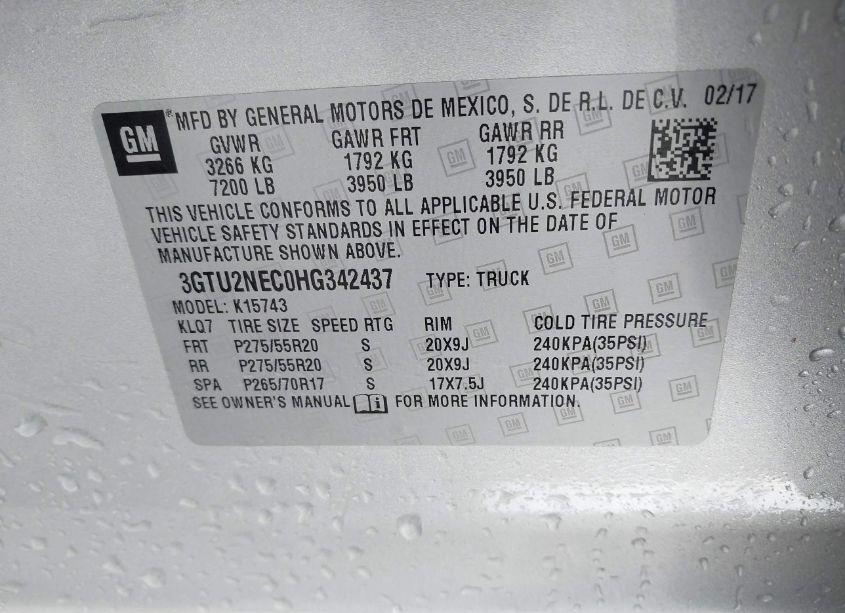 GM ® MFD BY GENERAL MOTORS DE MEXICO, S. DE R.L. DE C.V. 02/17
GVWR GAWR FRT GAWR RR
3266 KG 1792 KG 1792 KG
7200 LB 3950 LB 3950 LB
THIS VEHICLE CONFORMS TO ALL APPLICABLE U.S. FEDERAL MOTOR
VEHICLE SAFETY STANDARDS IN EFFECT ON THE DATE OF
MANUFACTURE SHOWN ABOVE.
3GTU2NEC0HG342437 TYPE: TRUCK
MODEL: K15743
KLQ7 TIRE SIZE SPEED RTG RIM COLD TIRE PRESSURE
FRT P275/55R20 S 20X9J 240KPA(35PSI)
RR P275/55R20 S 20X9J 240KPA(35PSI)
SPA P265/70R17 S 17X7.5J 240KPA(35PSI)
SEE OWNER'S MANUAL FOR MORE INFORMATION.